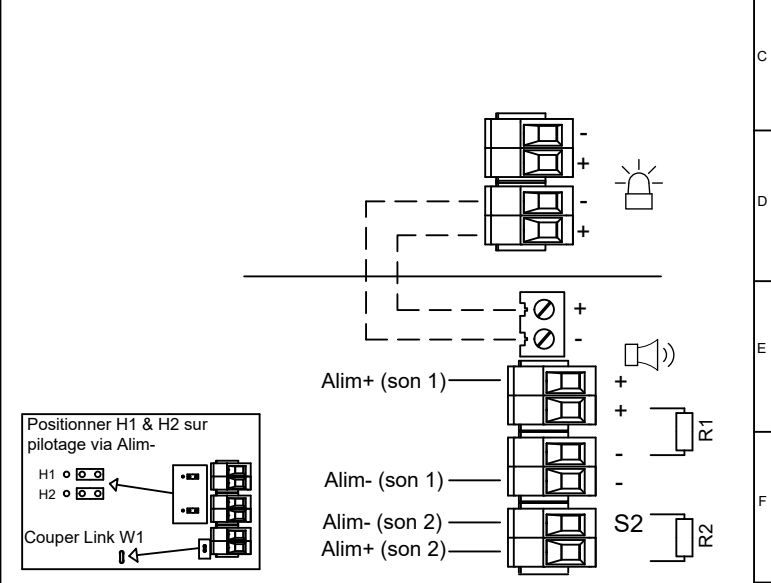 C
-
+
-
+
D
+
-
E
Alim+ (son 1)
+
+
R1
-
Alim- (son 1)
-
Alim- (son 2)
S2
R2
Alim+ (son 2)
F
Positionner H1 & H2 sur
pilotage via Alim-
H1
H2
Couper Link W1